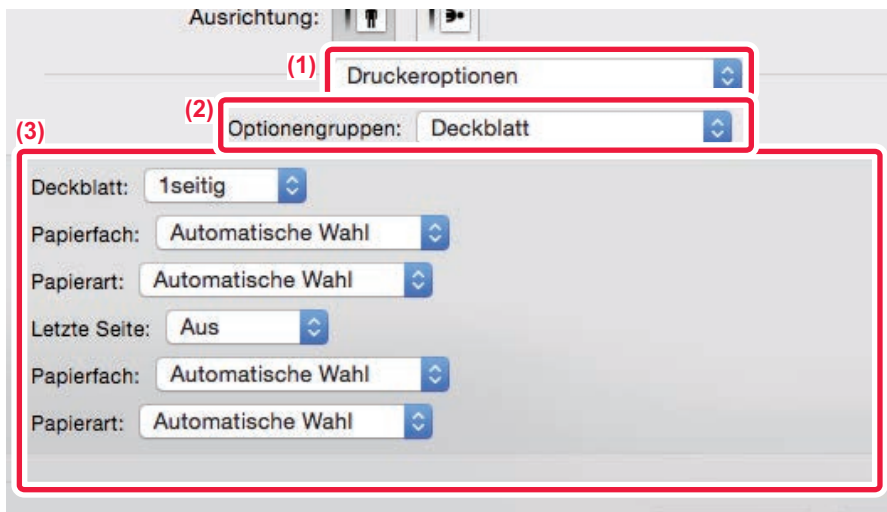 Ausrichtung:
(1)
Druckeroptionen
(2)
Optionengruppen: Deckblatt
(3)
Deckblatt: 1seitig
Papierfach: Automatische Wahl
Papierart: Automatische Wahl
Letzte Seite: Aus
Papierfach: Automatische Wahl
Papierart: Automatische Wahl